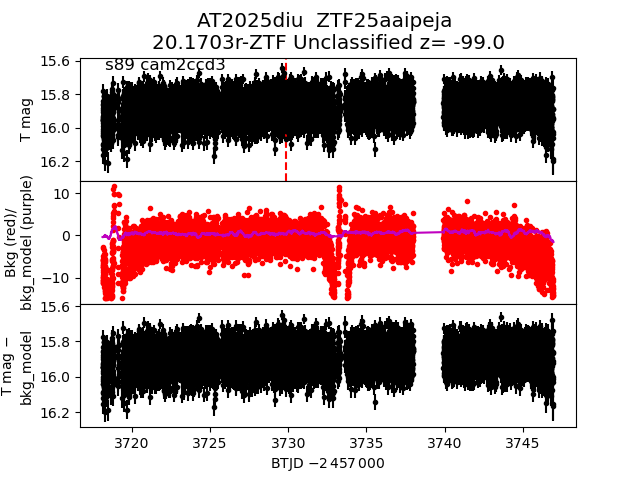 AT2025diu  ZTF25aaipeja
20.1703r-ZTF Unclassified z= -99.0
s89 cam2ccd3
15.6
15.8
16.0
16.2
T mag
10
0
−10
Bkg (red)/
bkg_model (purple)
15.6
15.8
16.0
16.2
T mag −
bkg_model
3720 3725 3730 3735 3740 3745
BTJD −2 457 000